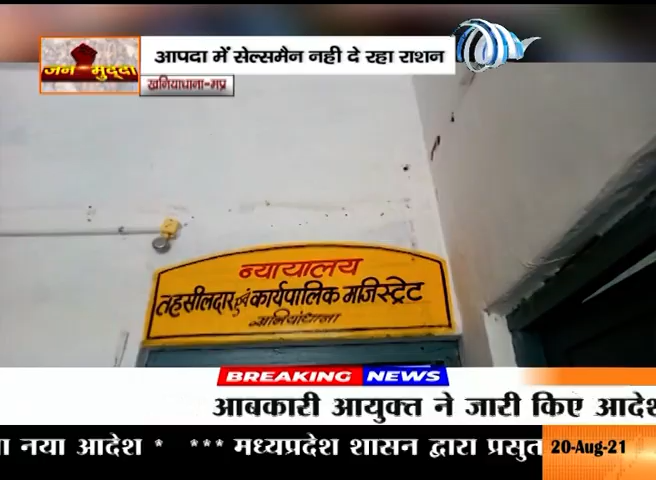 आपदा में सेल्समैन नही दे रहा राशन
जन मुद्दा
खनियाधाना-मप्र
न्यायालय
तहसीलदार एवं कार्यपालिक मजिस्ट्रेट
खनियांधाना
BREAKING NEWS
आबकारी आयुक्त ने जारी किए आदेश
ा नया आदेश * *** मध्यप्रदेश शासन द्वारा प्रसुत
20-Aug-21